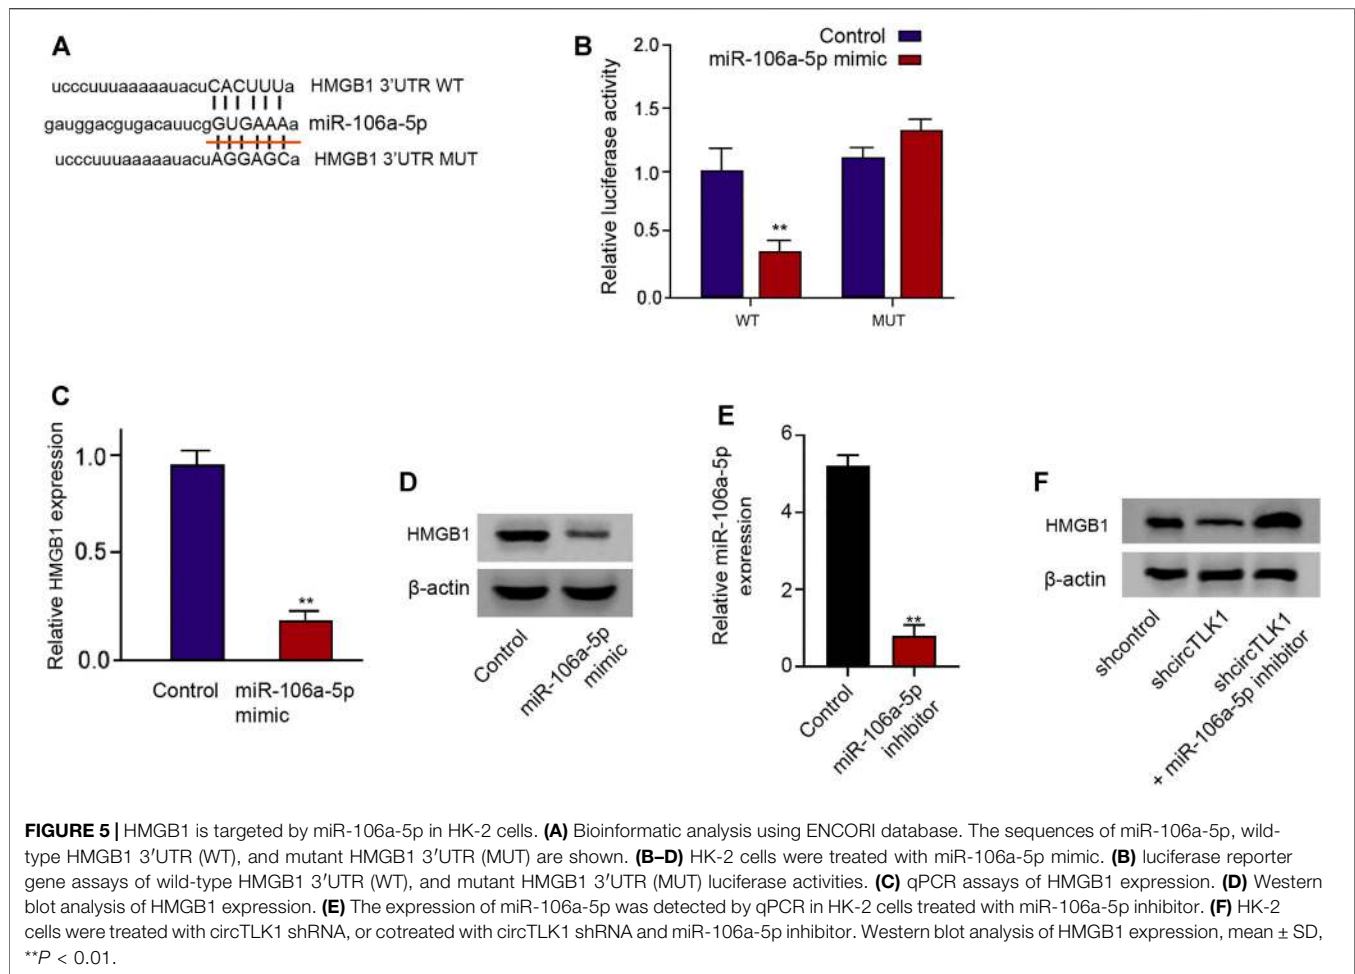 A
ucccuuuaaaaauacuCACUUUa HMGB1 3'UTR WT
gauggacgugacauucgGUGAAAa miR-106a-5p
ucccuuuaaaaauacuAGGAGCa HMGB1 3'UTR MUT
B
Control
miR-106a-5p mimic
Relative luciferase activity
2.0
1.5
1.0
0.5
0.0
**
WT
MUT
C
Relative HMGB1 expression
1.0
0.5
0.0
**
Control
miR-106a-5p
mimic
D
HMGB1
β-actin
Control
miR-106a-5p
mimic
E
Relative miR-106a-5p
expression
6
4
2
0
**
Control
miR-106a-5p
inhibitor
F
HMGB1
β-actin
shcontrol
shcircTLK1
shcircTLK1
+ miR-106a-5p inhibitor
FIGURE 5 | HMGB1 is targeted by miR-106a-5p in HK-2 cells. (A) Bioinformatic analysis using ENCORI database. The sequences of miR-106a-5p, wild-
type HMGB1 3′UTR (WT), and mutant HMGB1 3′UTR (MUT) are shown. (B–D) HK-2 cells were treated with miR-106a-5p mimic. (B) luciferase reporter
gene assays of wild-type HMGB1 3′UTR (WT), and mutant HMGB1 3′UTR (MUT) luciferase activities. (C) qPCR assays of HMGB1 expression. (D) Western
blot analysis of HMGB1 expression. (E) The expression of miR-106a-5p was detected by qPCR in HK-2 cells treated with miR-106a-5p inhibitor. (F) HK-2
cells were treated with circTLK1 shRNA, or cotreated with circTLK1 shRNA and miR-106a-5p inhibitor. Western blot analysis of HMGB1 expression, mean ± SD,
**P < 0.01.